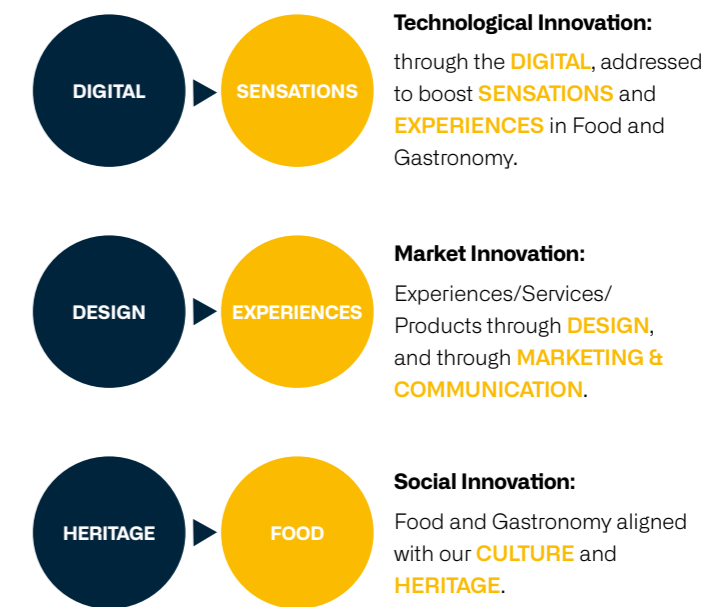 DIGITAL
SENSATIONS
Technological Innovation:
through the DIGITAL, addressed
to boost SENSATIONS and
EXPERIENCES in Food and
Gastronomy.
DESIGN
EXPERIENCES
Market Innovation:
Experiences/Services/
Products through DESIGN,
and through MARKETING &
COMMUNICATION.
HERITAGE
FOOD
Social Innovation:
Food and Gastronomy aligned
with our CULTURE and
HERITAGE.